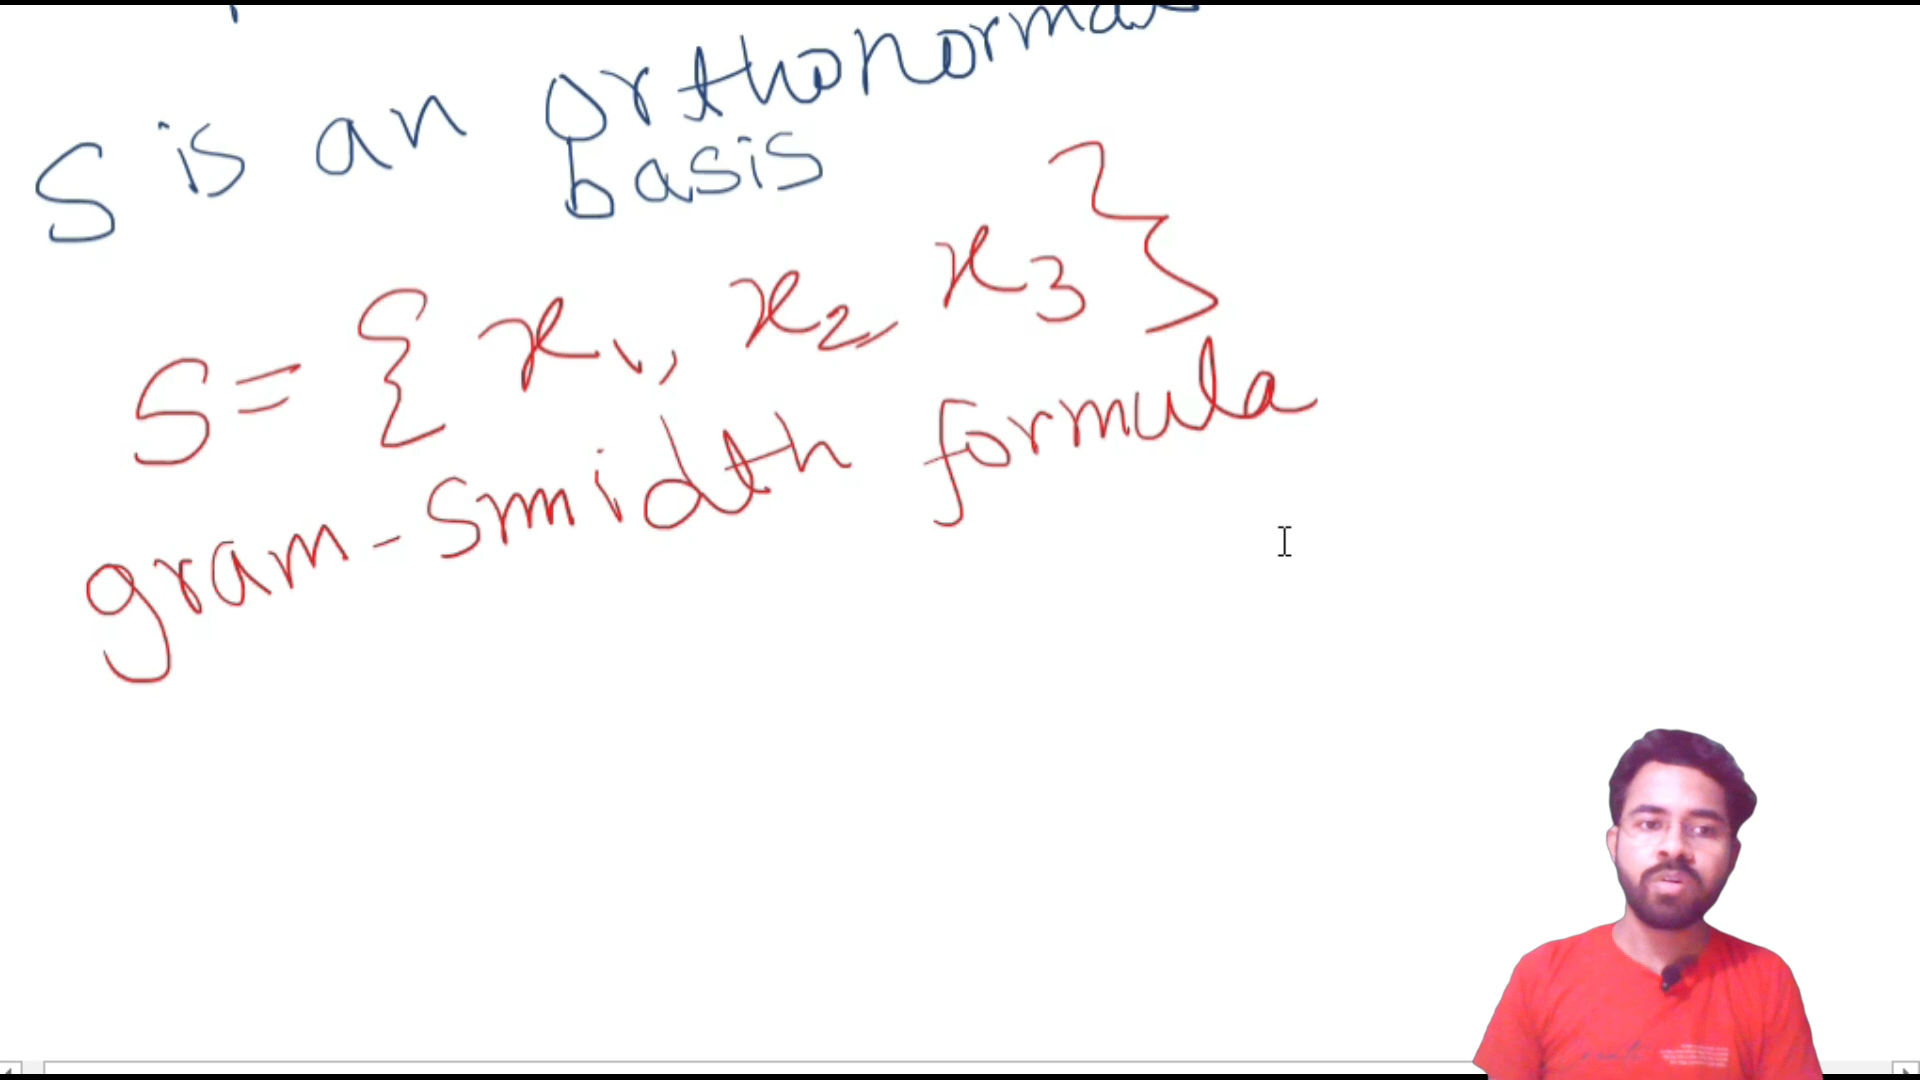 S is an orthonormal
basis
S = { x1, x2, x3 }
gram-smidth formula